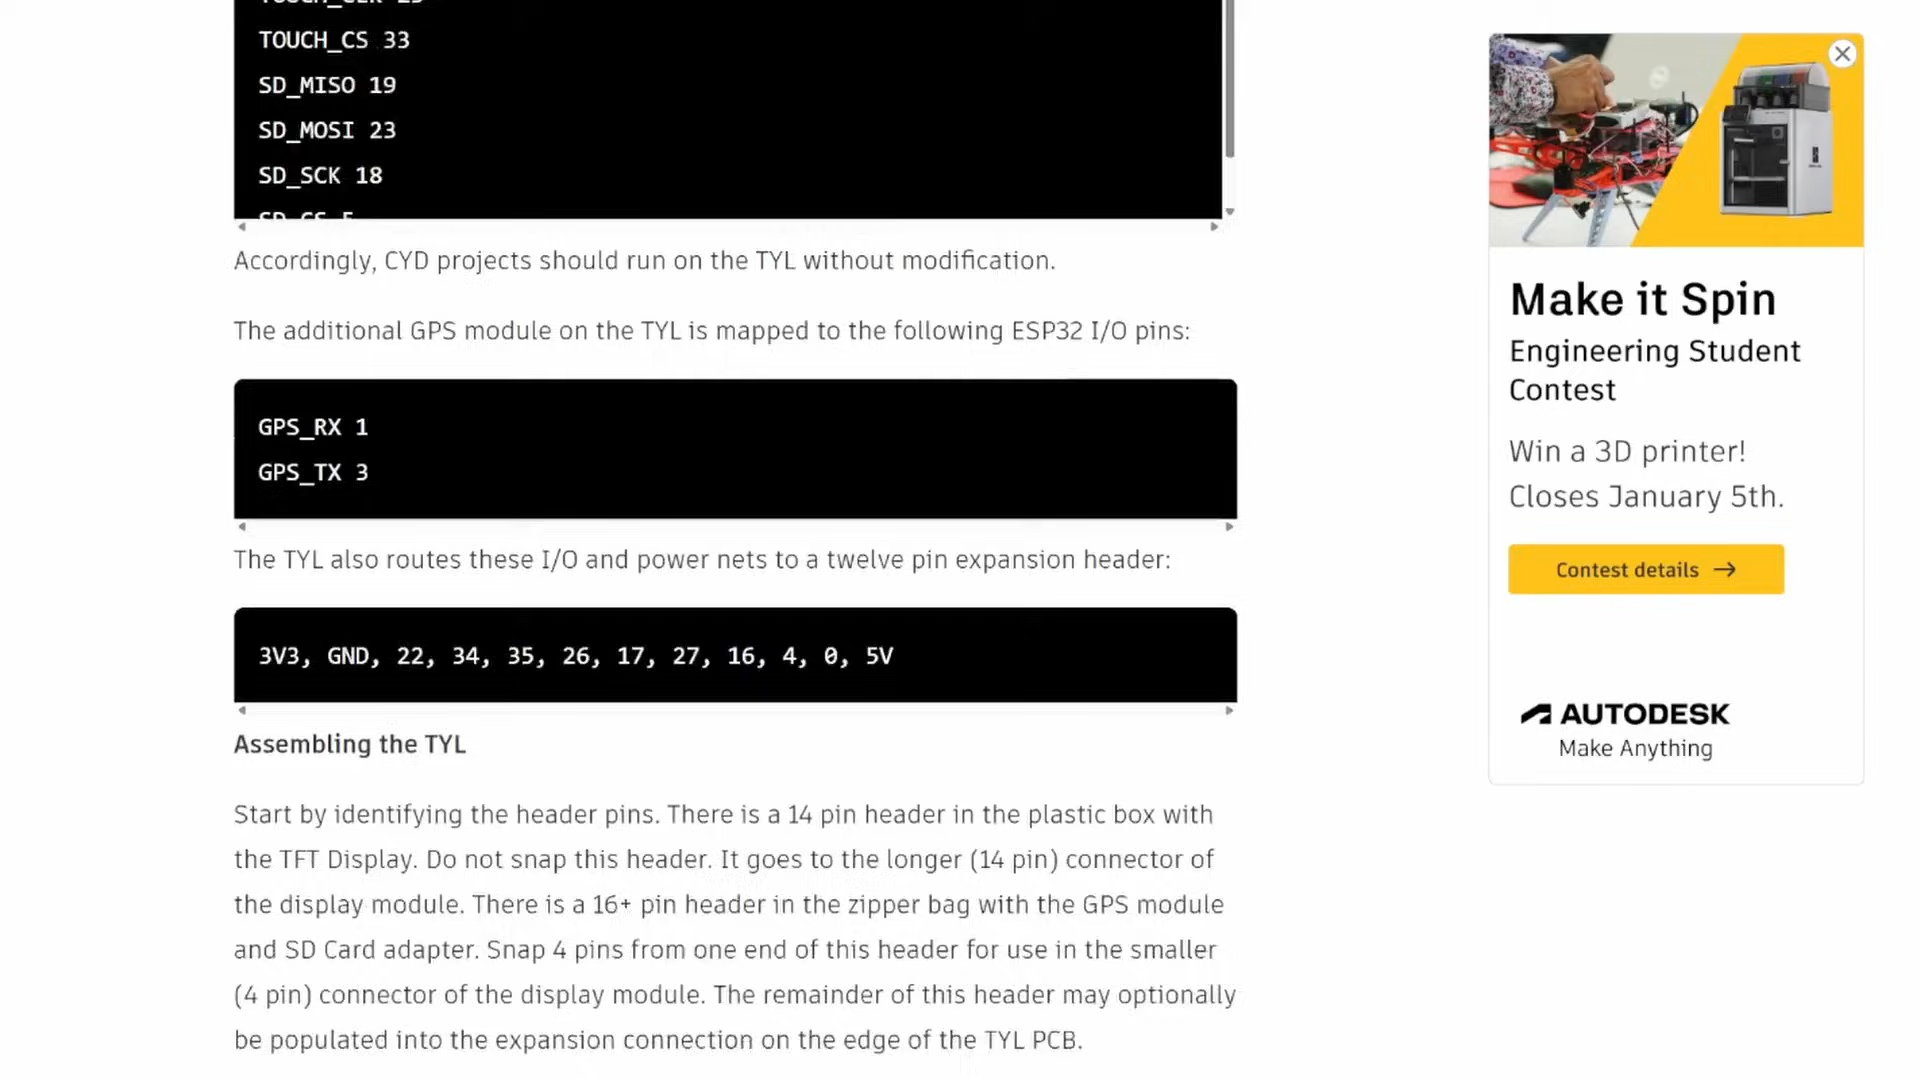 TOUCH_CLK 25
TOUCH_CS 33
SD_MISO 19
SD_MOSI 23
SD_SCK 18
SD_CS 5
Accordingly, CYD projects should run on the TYL without modification.
The additional GPS module on the TYL is mapped to the following ESP32 I/O pins:
GPS_RX 1
GPS_TX 3
The TYL also routes these I/O and power nets to a twelve pin expansion header:
3V3, GND, 22, 34, 35, 26, 17, 27, 16, 4, 0, 5V
Assembling the TYL
Start by identifying the header pins. There is a 14 pin header in the plastic box with
the TFT Display. Do not snap this header. It goes to the longer (14 pin) connector of
the display module. There is a 16+ pin header in the zipper bag with the GPS module
and SD Card adapter. Snap 4 pins from one end of this header for use in the smaller
(4 pin) connector of the display module. The remainder of this header may optionally
be populated into the expansion connection on the edge of the TYL PCB.
Make it Spin
Engineering Student
Contest
Win a 3D printer!
Closes January 5th.
Contest details →
AUTODESK
Make Anything